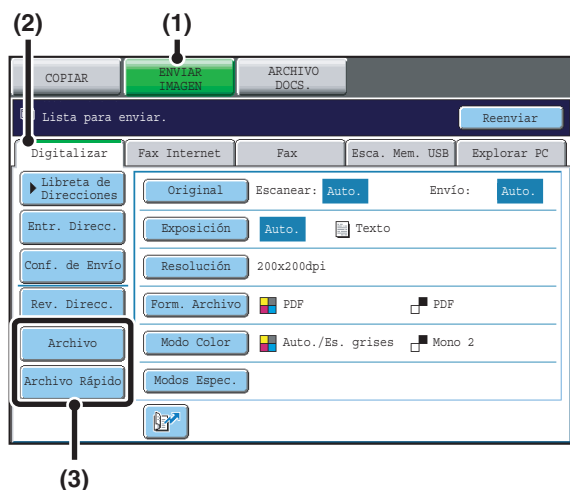 (2) (1)
COPIAR
ENVIAR
IMAGEN
ARCHIVO
DOCS.
Lista para enviar.
Reenviar
Digitalizar
Fax Internet
Fax
Esca. Mem. USB
Explorar PC
Libreta de
Direcciones
Original
Escanear: Auto.
Envío: Auto.
Entr. Direcc.
Exposición
Auto.
Texto
Conf. de Envío
Resolución
200x200dpi
Rev. Direcc.
Form. Archivo
PDF
PDF
Archivo
Modo Color
Auto./Es. grises
Mono 2
Archivo Rápido
Modos Espec.
(3)